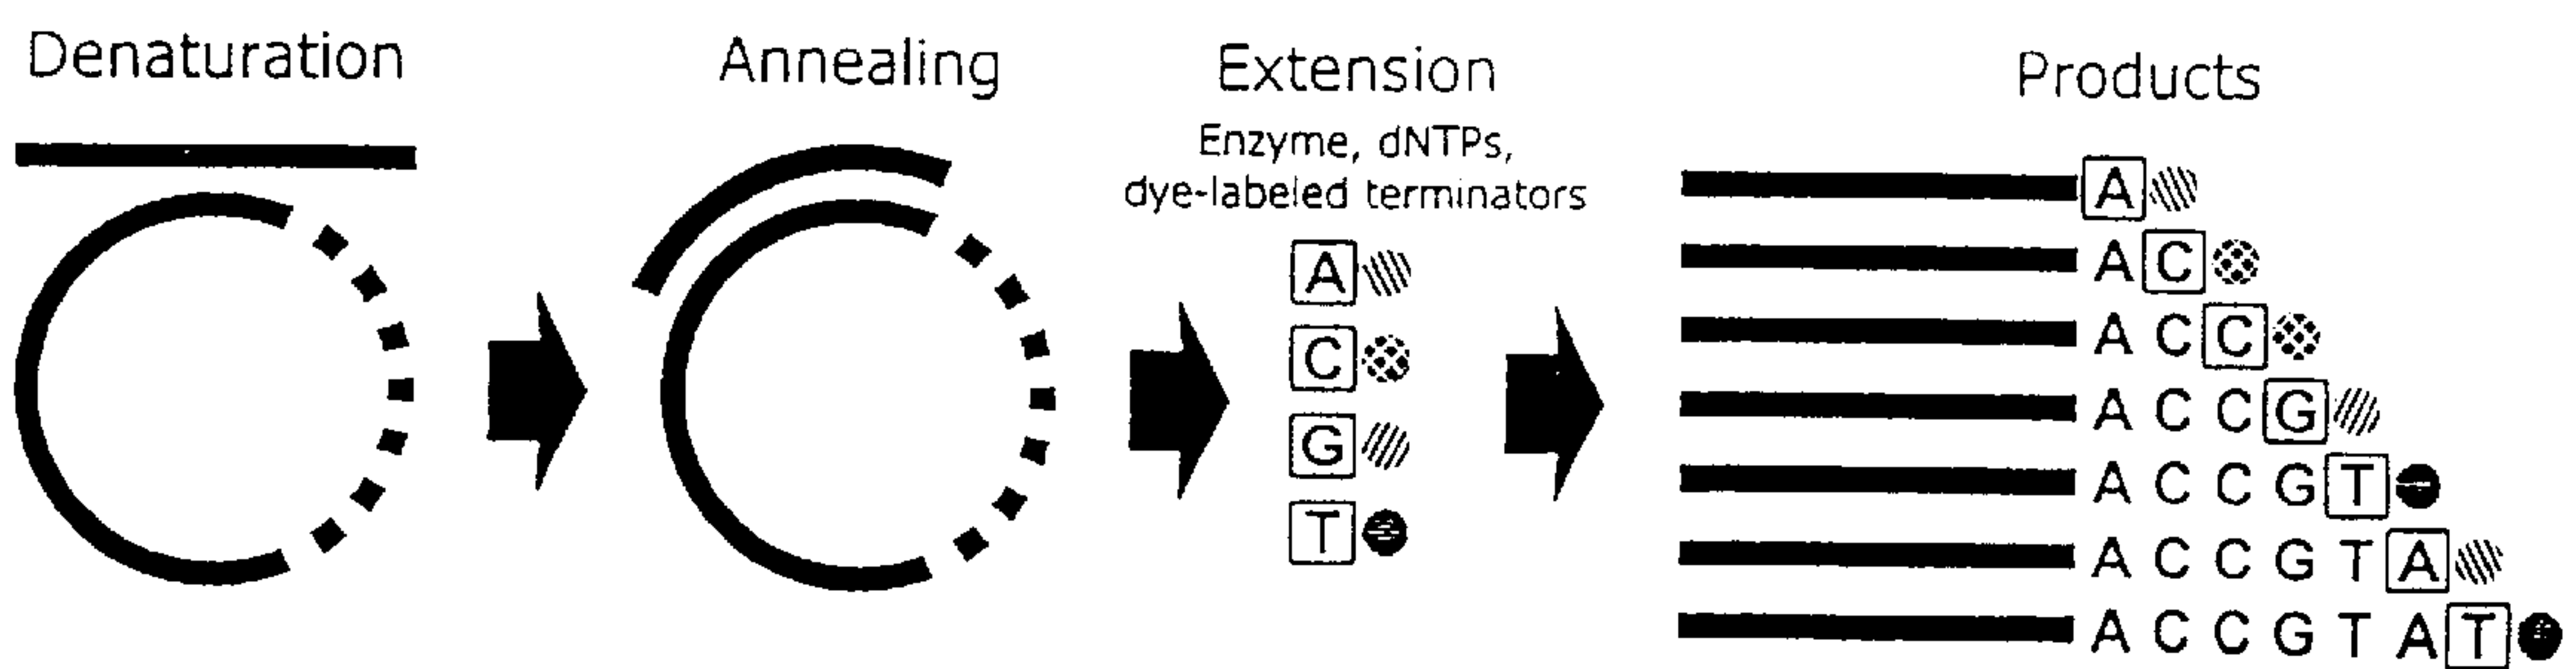 Denaturation
Annealing
Extension
Enzyme, dNTPs,
dye-labeled terminators
A
C
G
T
Products
A
A C
A C C
A C C G
A C C G T
A C C G T A
A C C G T A T